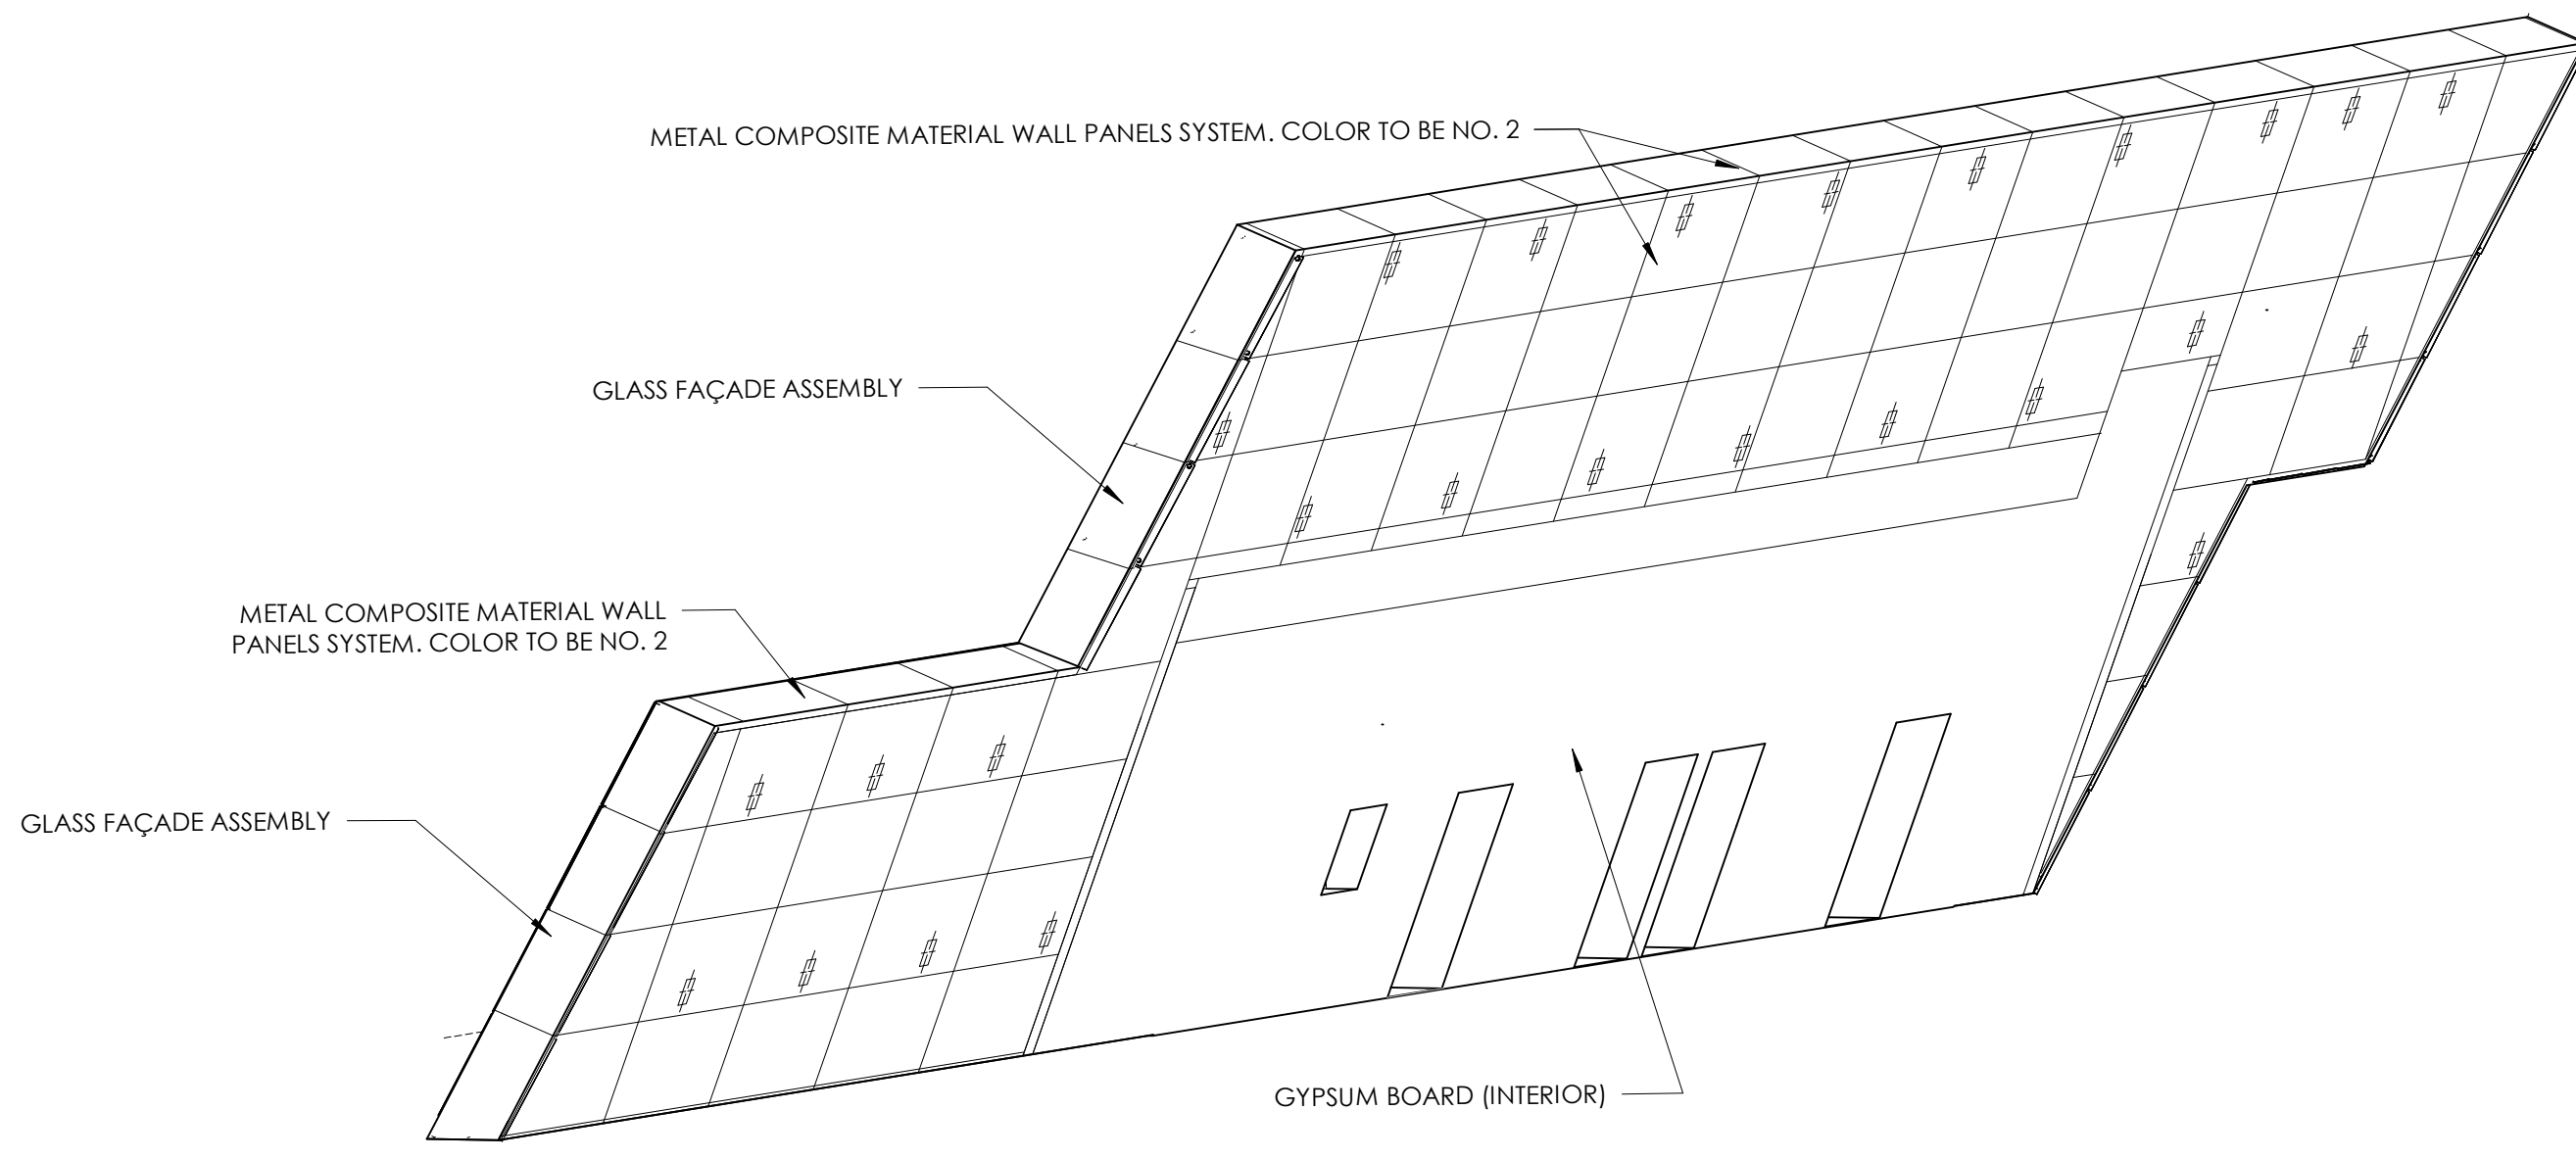 METAL COMPOSITE MATERIAL WALL PANELS SYSTEM. COLOR TO BE NO. 2
GLASS FAÇADE ASSEMBLY
METAL COMPOSITE MATERIAL WALL
PANELS SYSTEM. COLOR TO BE NO. 2
GLASS FAÇADE ASSEMBLY
GYPSUM BOARD (INTERIOR)